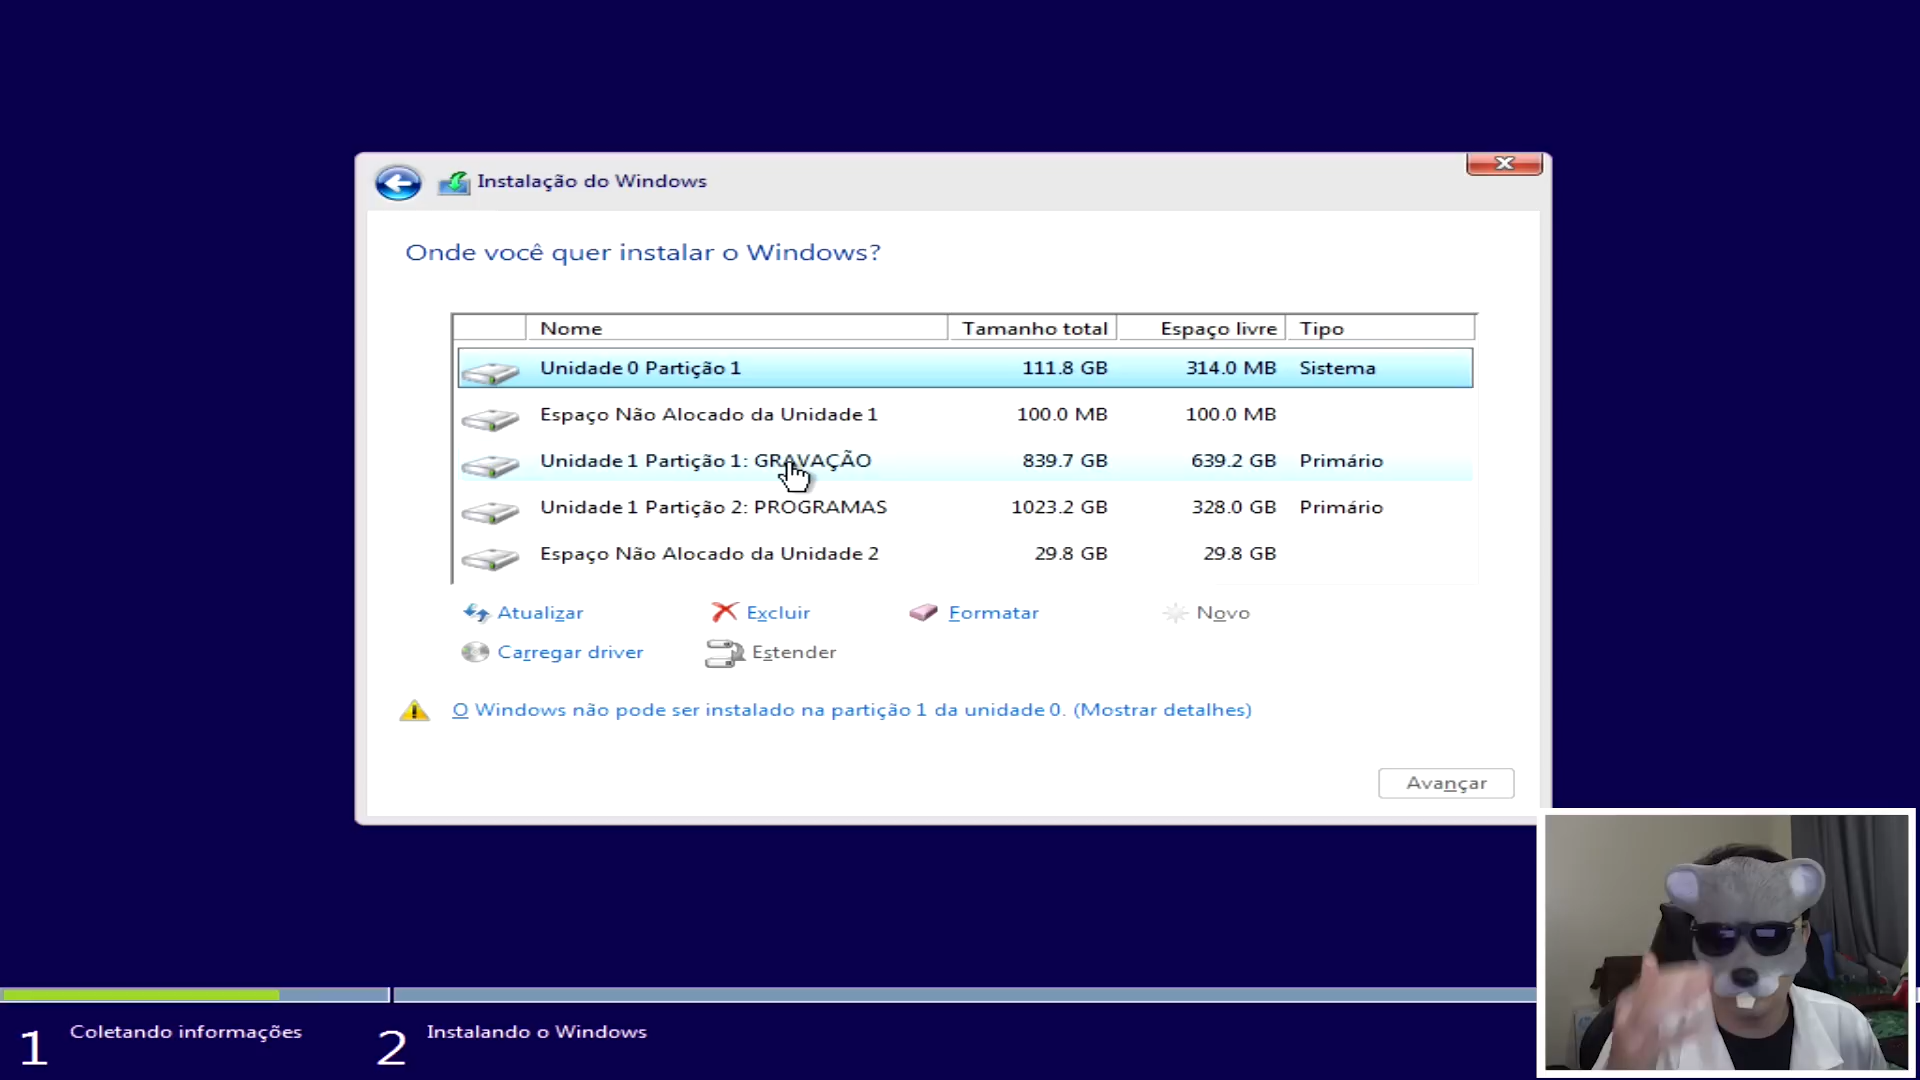 Instalação do Windows
Onde você quer instalar o Windows?
Nome Tamanho total Espaço livre Tipo
Unidade 0 Partição 1 111.8 GB 314.0 MB Sistema
Espaço Não Alocado da Unidade 1 100.0 MB 100.0 MB
Unidade 1 Partição 1: GRAVAÇÃO 839.7 GB 639.2 GB Primário
Unidade 1 Partição 2: PROGRAMAS 1023.2 GB 328.0 GB Primário
Espaço Não Alocado da Unidade 2 29.8 GB 29.8 GB
Atualizar Excluir Formatar Novo
Carregar driver Estender
O Windows não pode ser instalado na partição 1 da unidade 0. (Mostrar detalhes)
Avançar
1 Coletando informações 2 Instalando o Windows